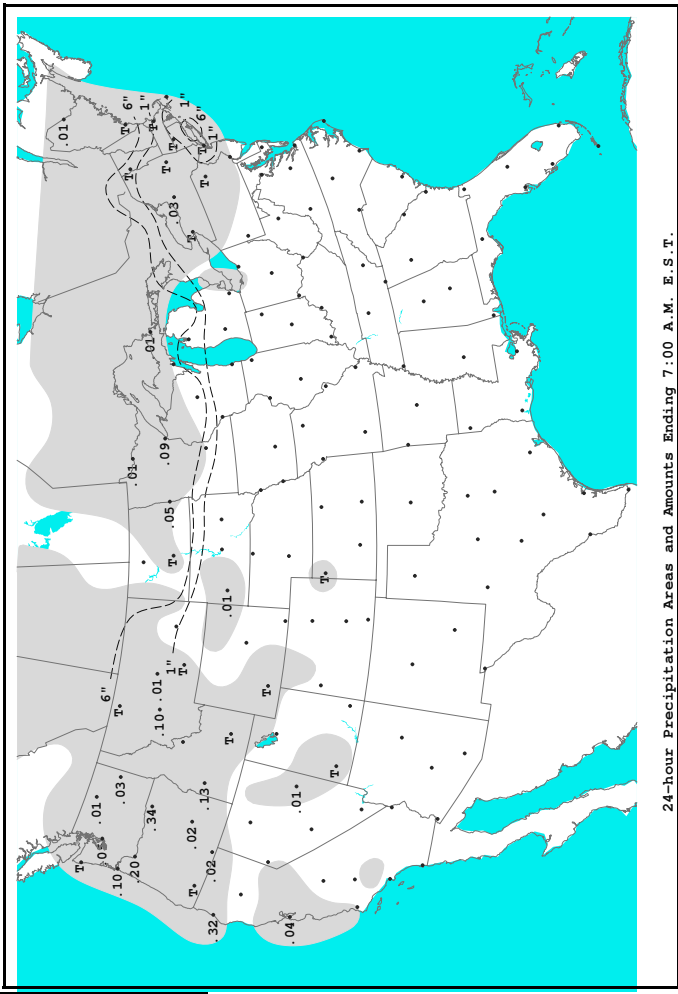 .01
T
.05
6"
.01
.10
T
.03
T
6"
.20
.01
T
1"
.34
.01
T
.10
.01
.09
T
T
1"
T
.05
.03
T
1"
T
.02
T
6"
.13
T
T
.02
1"
.32
.01
T
T
.04
.01
T
T
24-hour Precipitation Areas and Amounts Ending 7:00 A.M. E.S.T.